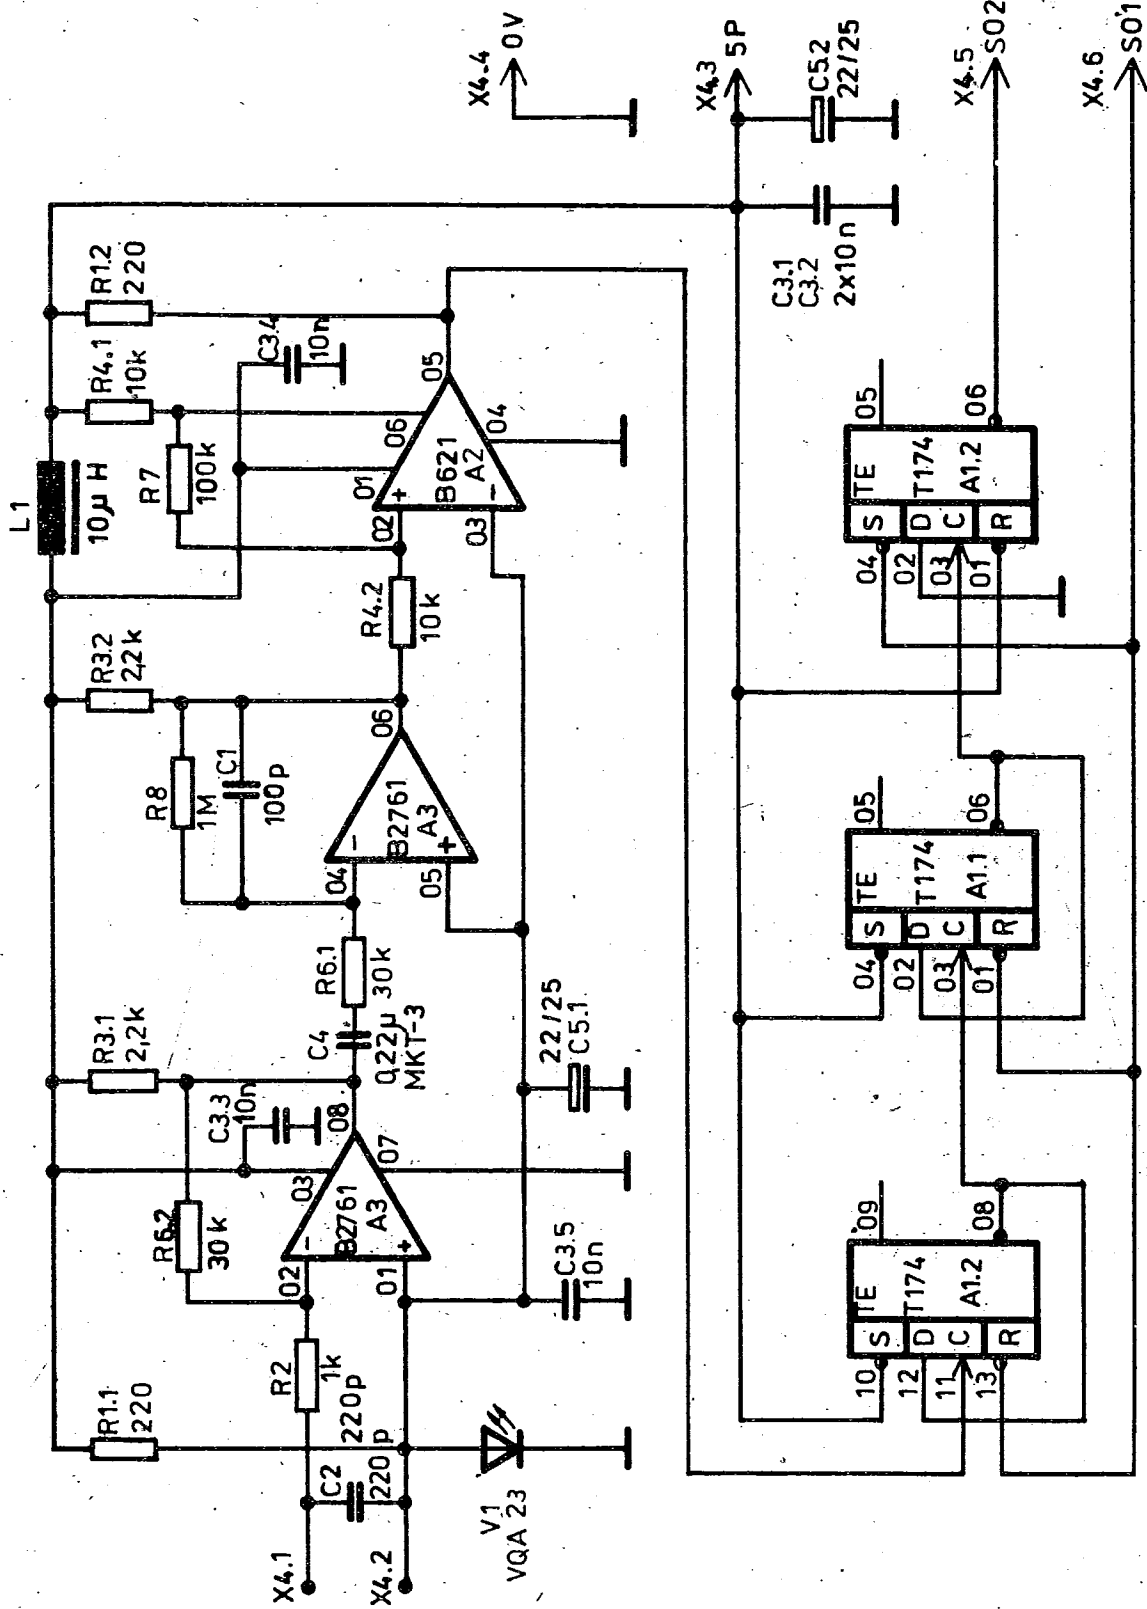 L1
10µH
R1.1
220
R6.2
30k
R3.1
2,2k
C3.3
10n
R8
1M
C1
100p
R3.2
2,2k
R7
100k
R4.1
10k
C3.4
10n
R1.2
220
X4.1
X4.2
C2
220p
220p
R2
1k
02
01
03
08
07
-
+
B2761
A3
C4
0,22µ
MKT-3
R6.1
30k
04
05
06
-
+
B2761
A3
R4.2
10k
02
03
01
06
05
04
+
-
B621
A2
V1
VQA 23
C3.5
10n
22/25
C5.1
X4.4
0V
X4.3
5P
C3.1
C3.2
2x10n
C5.2
22/25
10
12
11
13
S
D
C
R
TE
T174
A1.2
09
08
04
02
03
01
S
D
C
R
TE
T174
A1.1
05
06
04
02
03
01
S
D
C
R
TE
T174
A1.2
05
06
X4.5
S02
X4.6
S01